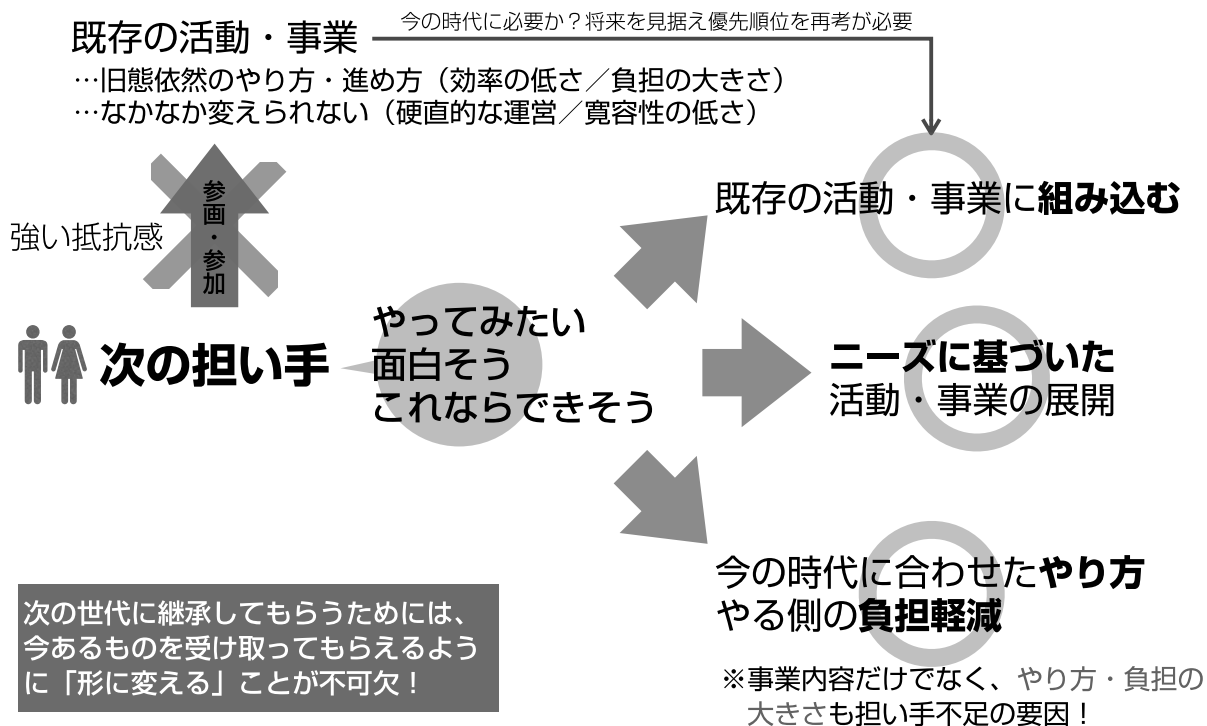 既存の活動・事業
今の時代に必要か？将来を見据え優先順位を再考が必要
…旧態依然のやり方・進め方（効率の低さ／負担の大きさ）
…なかなか変えられない（硬直的な運営／寛容性の低さ）
参画・参加
強い抵抗感
次の担い手
やってみたい
面白そう
これならできそう
既存の活動・事業に組み込む
ニーズに基づいた
活動・事業の展開
今の時代に合わせたやり方
やる側の負担軽減
※事業内容だけでなく、やり方・負担の
大きさも担い手不足の要因！
次の世代に継承してもらうためには、
今あるものを受け取ってもらえるよう
に「形に変える」ことが不可欠！